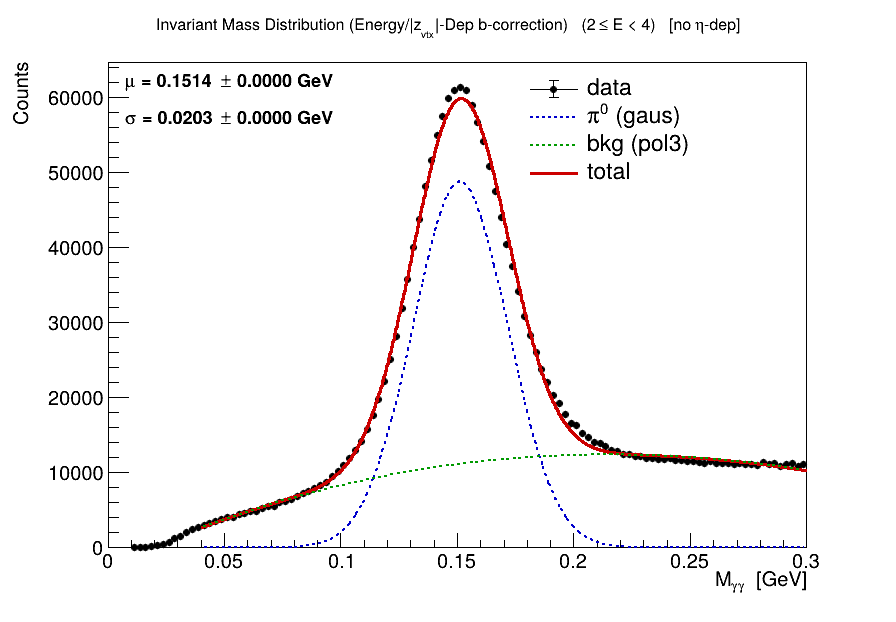 Invariant Mass Distribution (Energy/|z_vtx|-Dep b-correction) (2 ≤ E < 4) [no η-dep]
Counts
μ = 0.1514 ± 0.0000 GeV
σ = 0.0203 ± 0.0000 GeV
data
π⁰ (gaus)
bkg (pol3)
total
60000
50000
40000
30000
20000
10000
0
0 0.05 0.1 0.15 0.2 0.25 0.3
M_γγ [GeV]